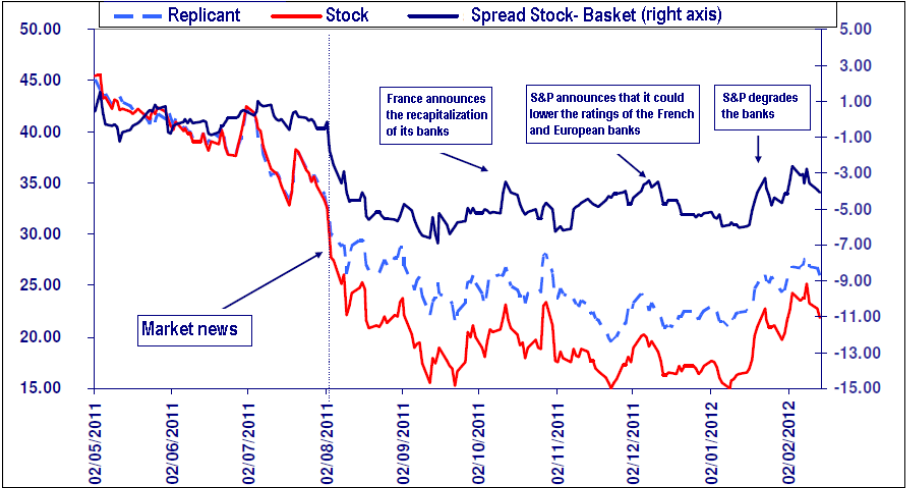 Replicant Stock Spread Stock- Basket (right axis)
50.00
45.00
40.00
35.00
30.00
25.00
20.00
15.00
5.00
3.00
1.00
-1.00
-3.00
-5.00
-7.00
-9.00
-11.00
-13.00
-15.00
France announces
the recapitalization
of its banks
S&P announces that it could
lower the ratings of the French
and European banks
S&P degrades
the banks
Market news
02/05/2011
02/06/2011
02/07/2011
02/08/2011
02/09/2011
02/10/2011
02/11/2011
02/12/2011
02/01/2012
02/02/2012